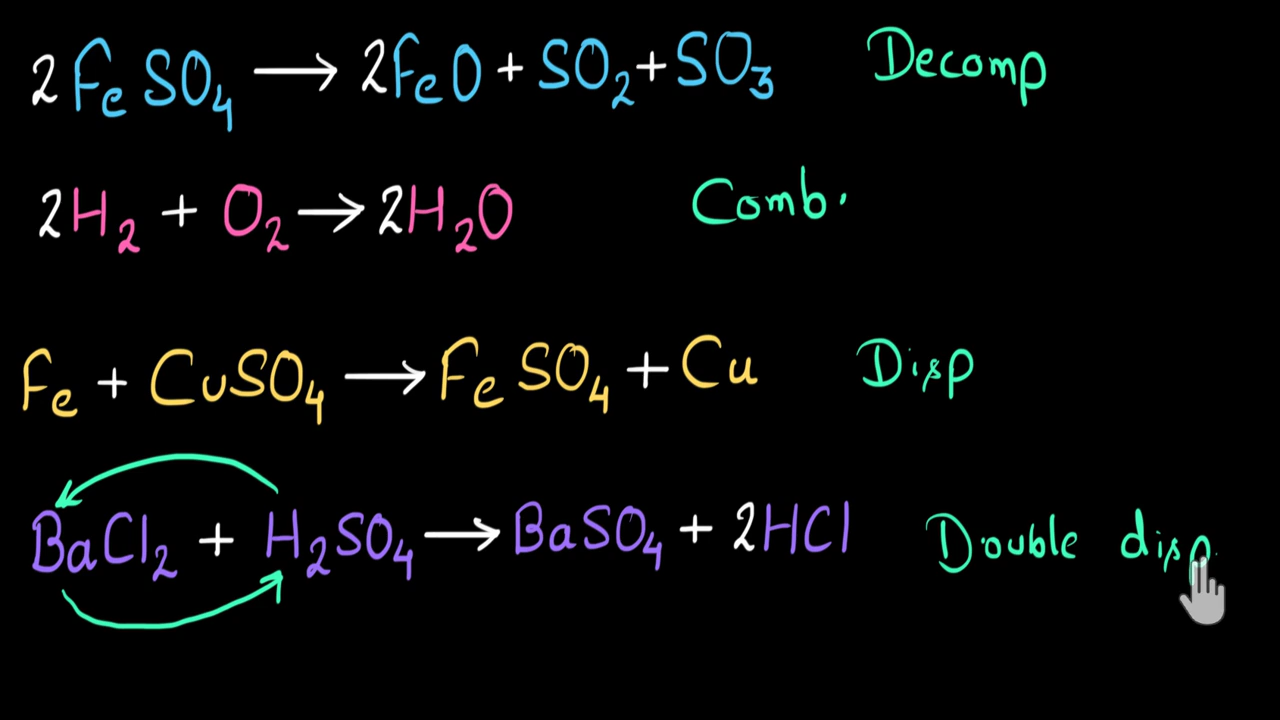 2FeSO₄ → 2FeO + SO₂ + SO₃ Decomp
2H₂ + O₂ → 2H₂O Comb.
Fe + CuSO₄ → FeSO₄ + Cu Disp
BaCl₂ + H₂SO₄ → BaSO₄ + 2HCl Double disp.